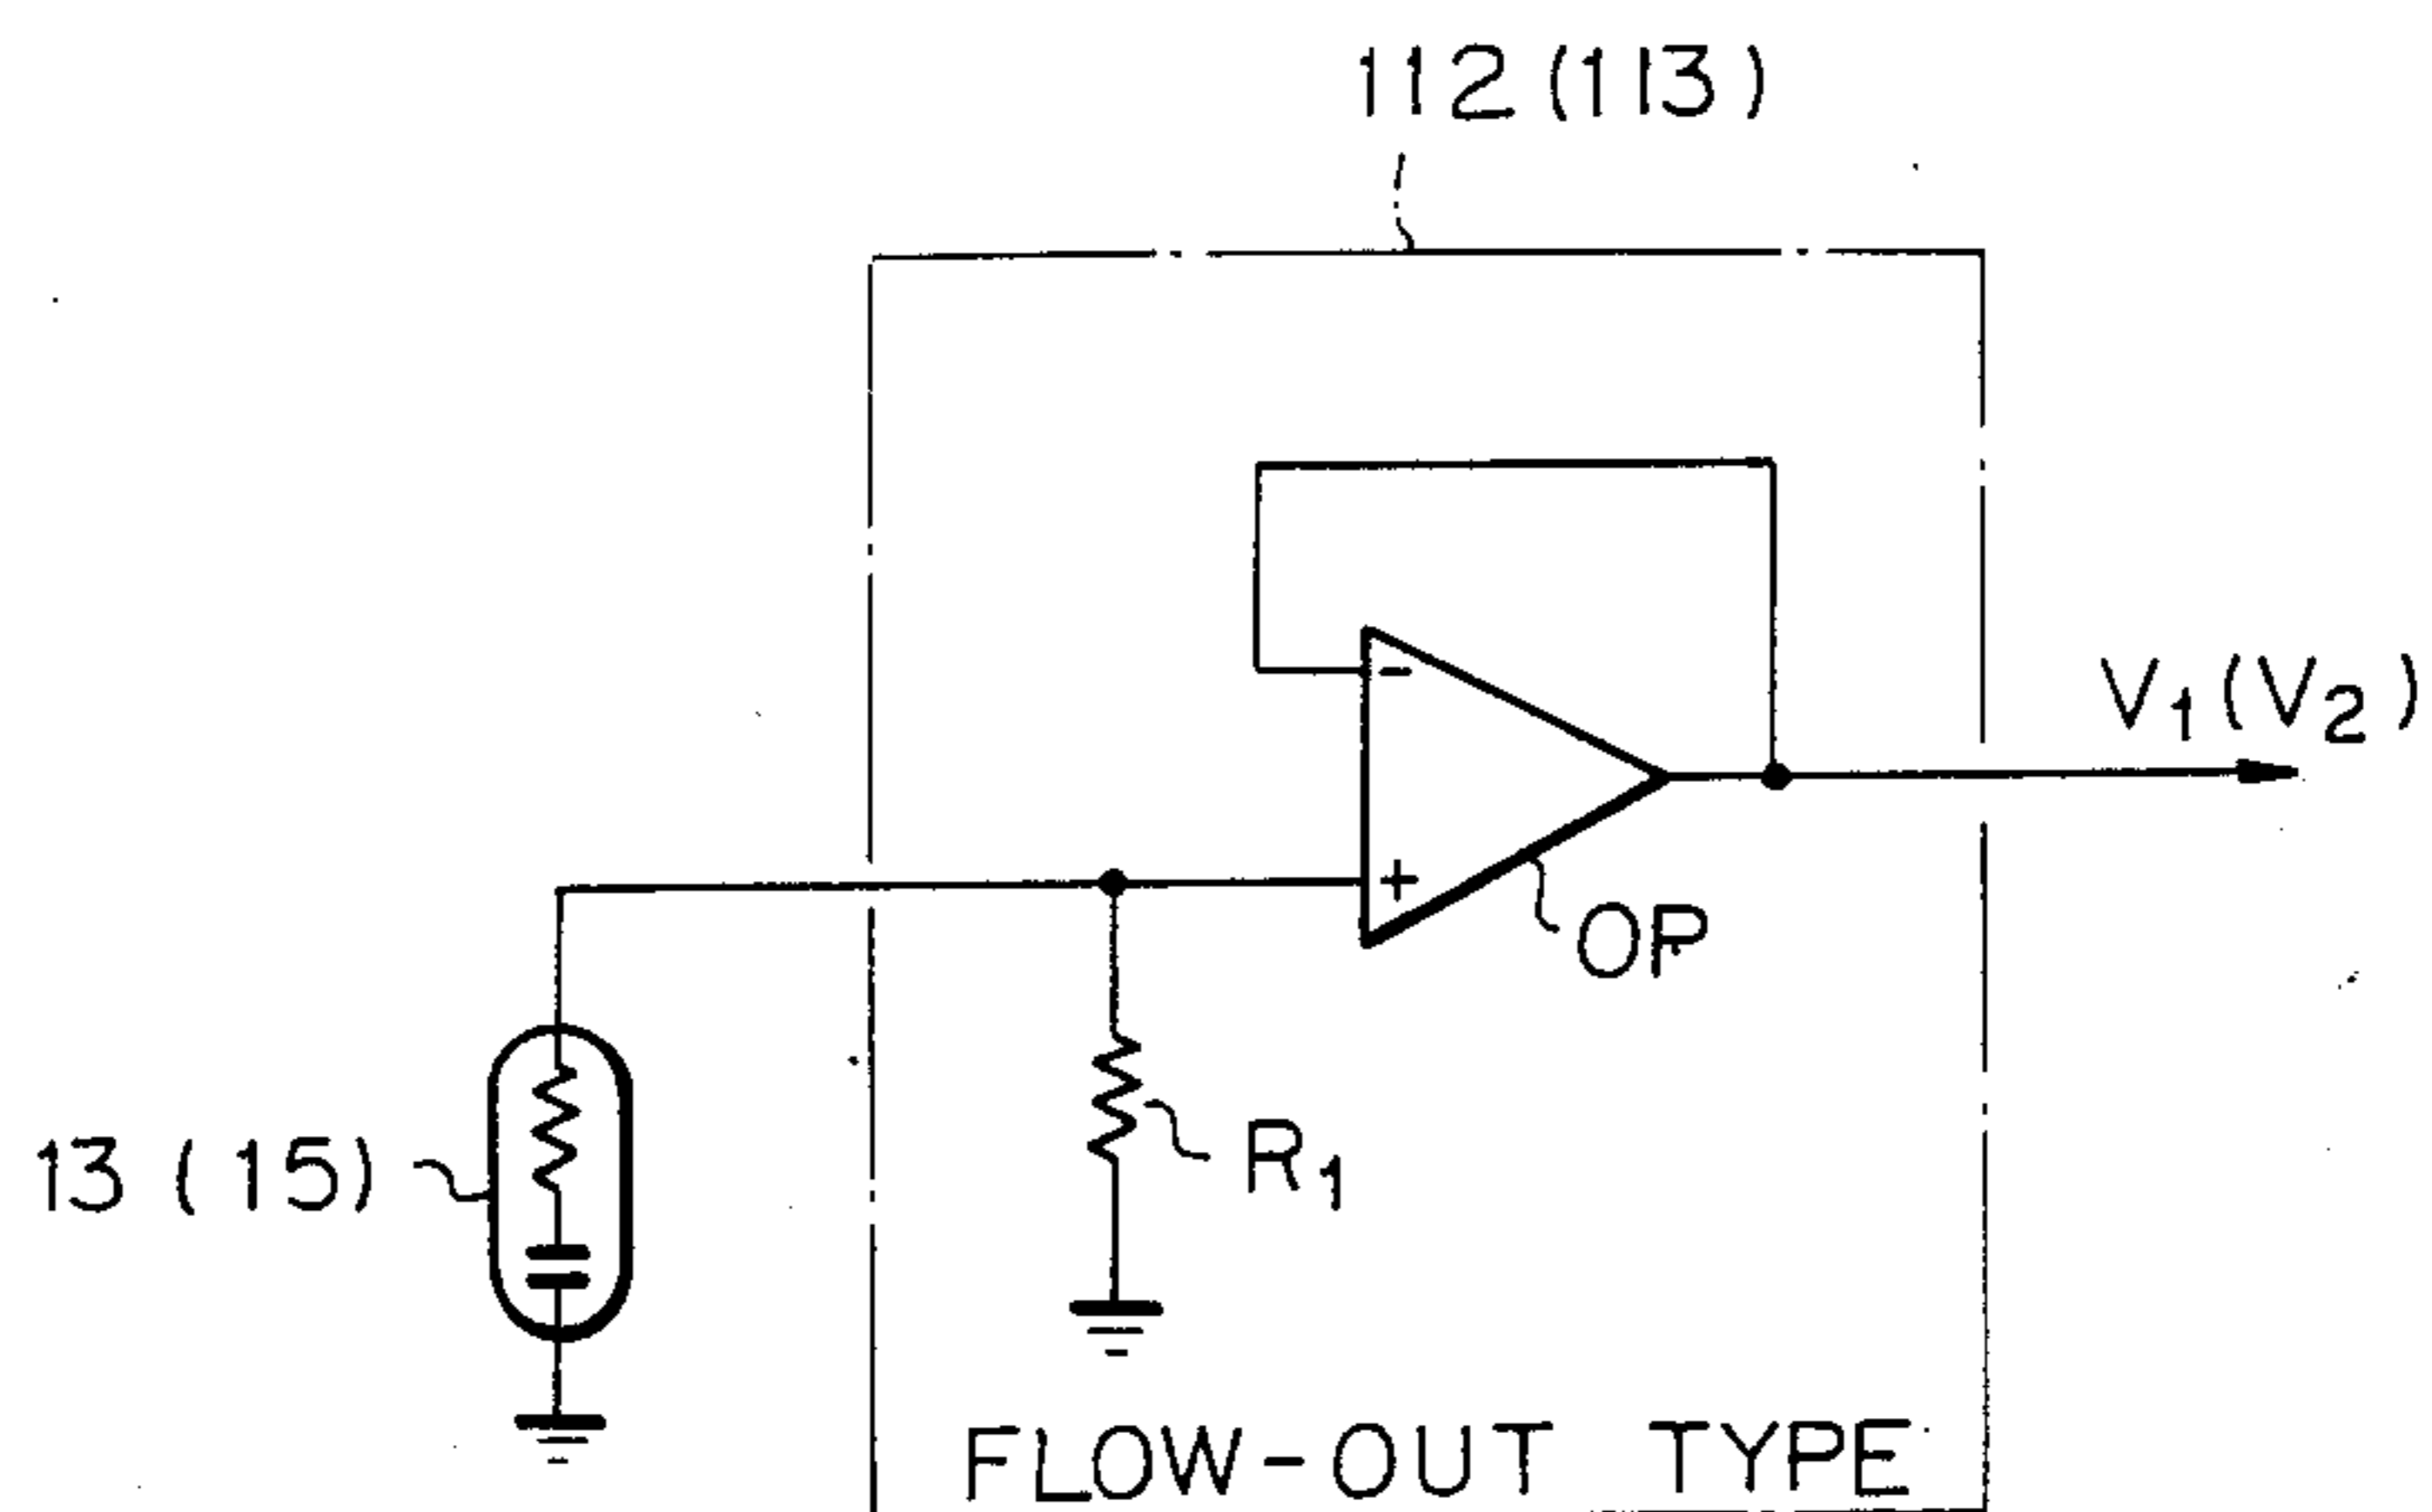 112(113)
V1(V2)
-
+
OP
13(15)
R1
FLOW-OUT TYPE